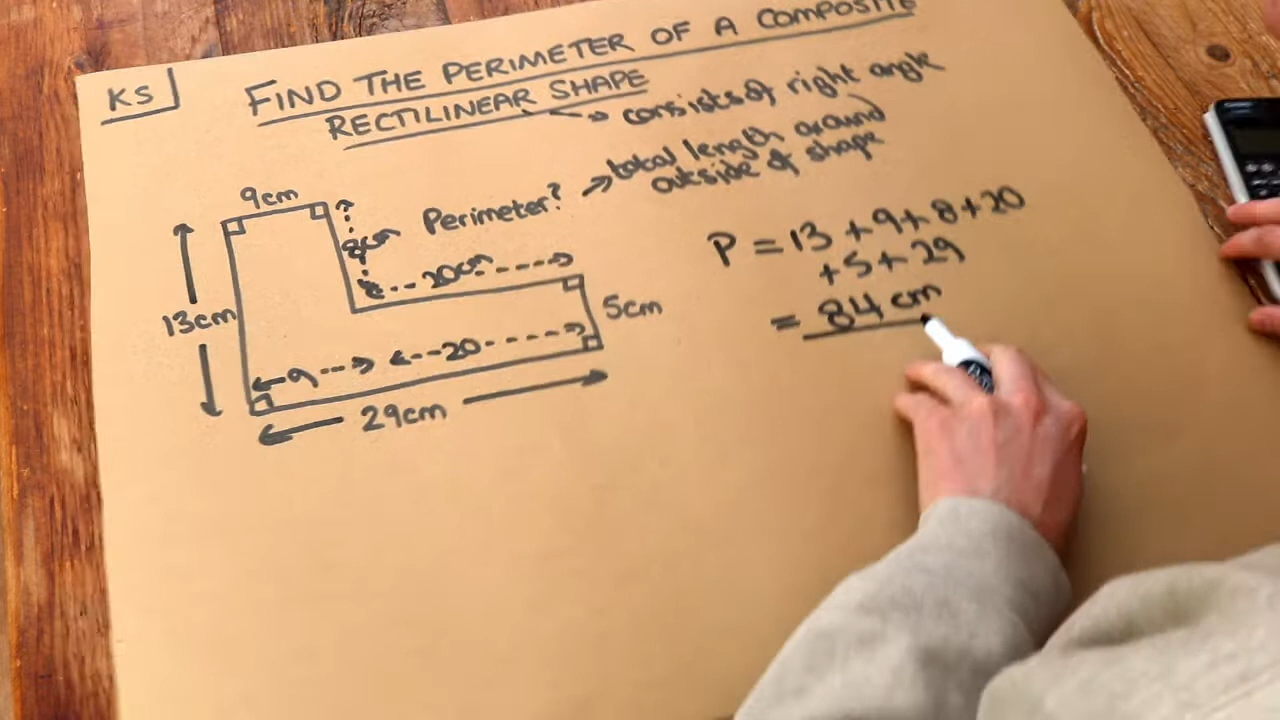 KS
FIND THE PERIMETER OF A COMPOSITE
RECTILINEAR SHAPE
consists of right angle
total length around
outside of shape
Perimeter?
9cm
8cm
20cm
13cm
5cm
9
20
29cm
P = 13 + 9 + 8 + 20
+ 5 + 29
= 84 cm